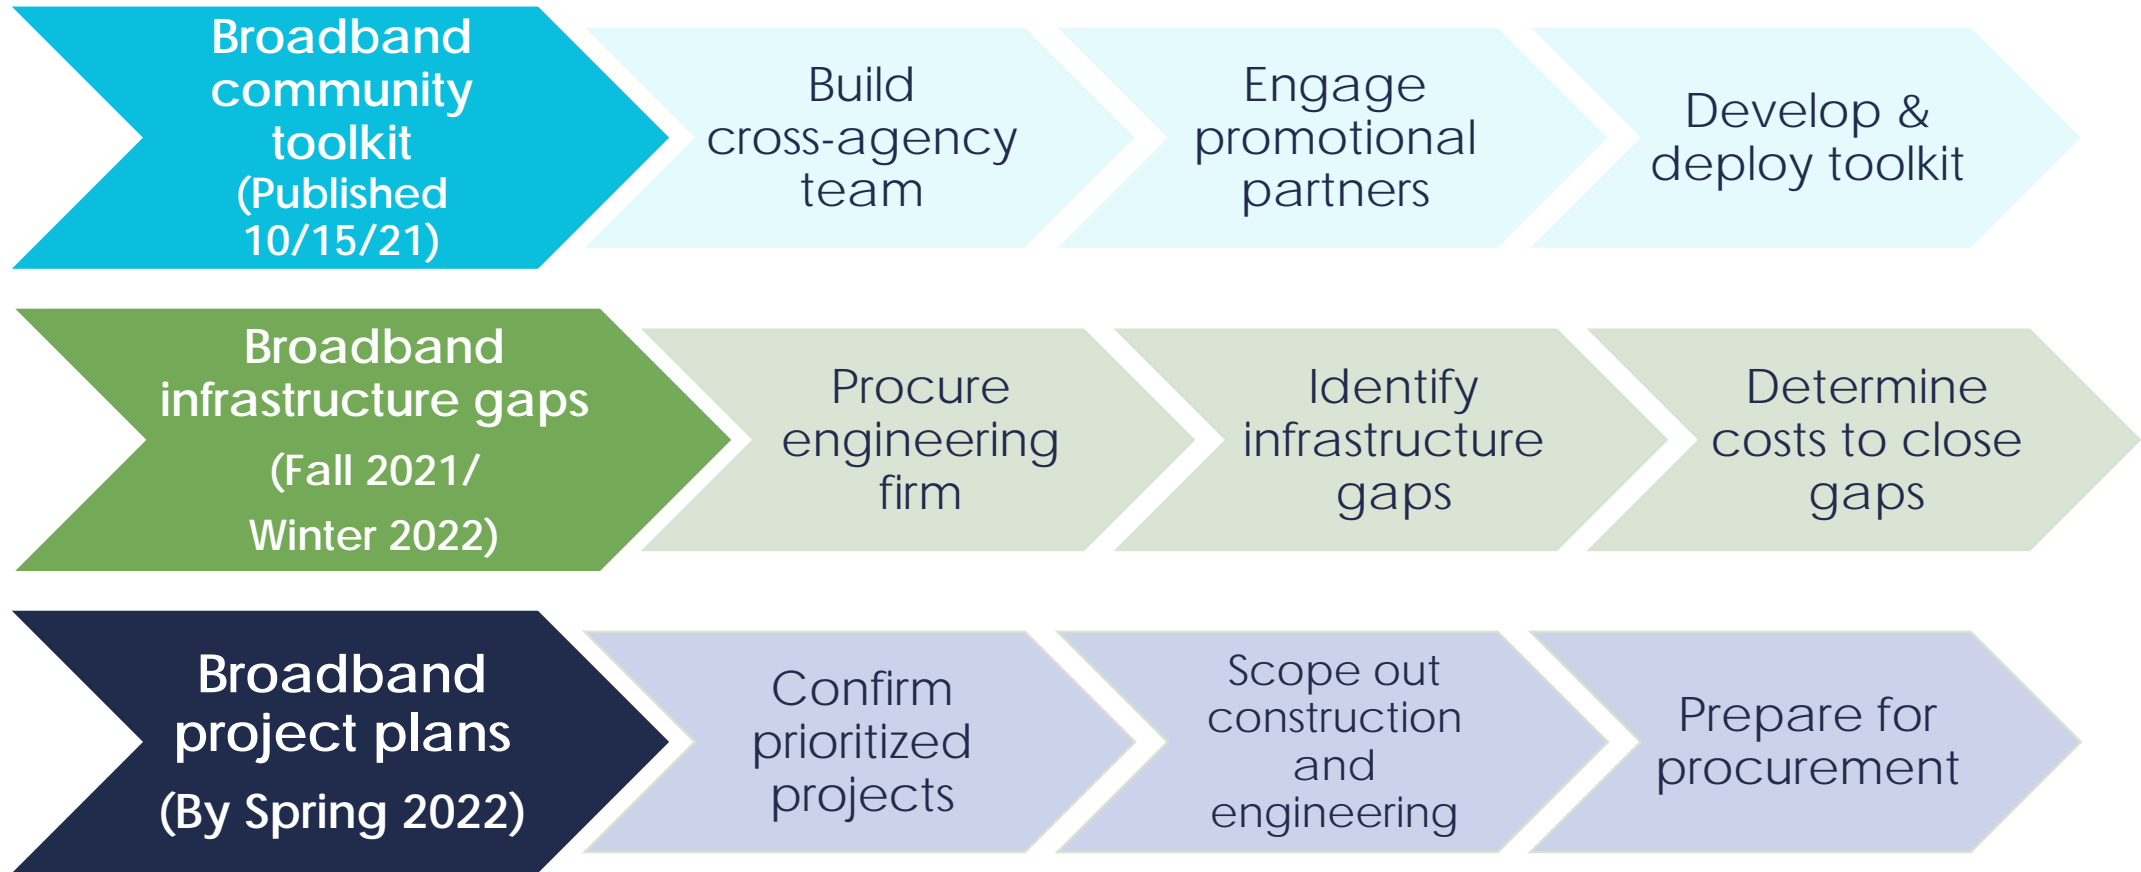 Broadband
community
toolkit
(Published
10/15/21)
Build
cross-agency
team
Engage
promotional
partners
Develop &
deploy toolkit
Broadband
infrastructure gaps
(Fall 2021/
Winter 2022)
Procure
engineering
firm
Identify
infrastructure
gaps
Determine
costs to close
gaps
Broadband
project plans
(By Spring 2022)
Confirm
prioritized
projects
Scope out
construction
and
engineering
Prepare for
procurement